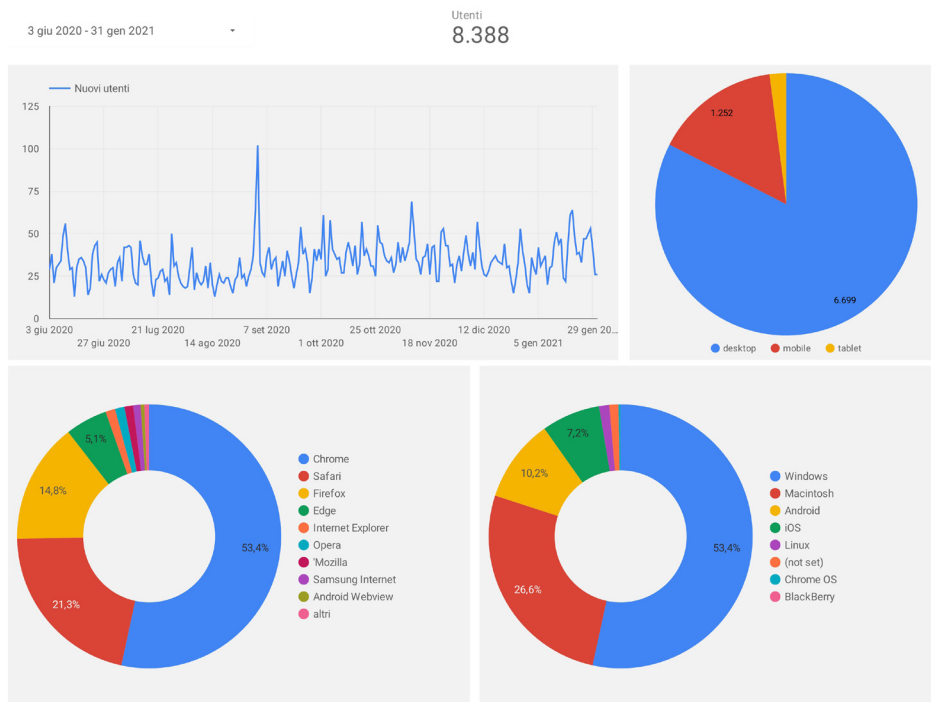 Utenti
3 giu 2020 - 31 gen 2021
8.388
Nuovi utenti
125
100
75
50
25
0
3 giu 2020
21 lug 2020
7 set 2020
25 ott 2020
12 dic 2020
29 gen 20...
27 giu 2020
14 ago 2020
1 ott 2020
18 nov 2020
5 gen 2021
1.252
6.699
desktop
mobile
tablet
5,1%
14,8%
53,4%
21,3%
Chrome
Safari
Firefox
Edge
Internet Explorer
Opera
'Mozilla
Samsung Internet
Android Webview
altri
7,2%
10,2%
53,4%
26,6%
Windows
Macintosh
Android
iOS
Linux
(not set)
Chrome OS
BlackBerry